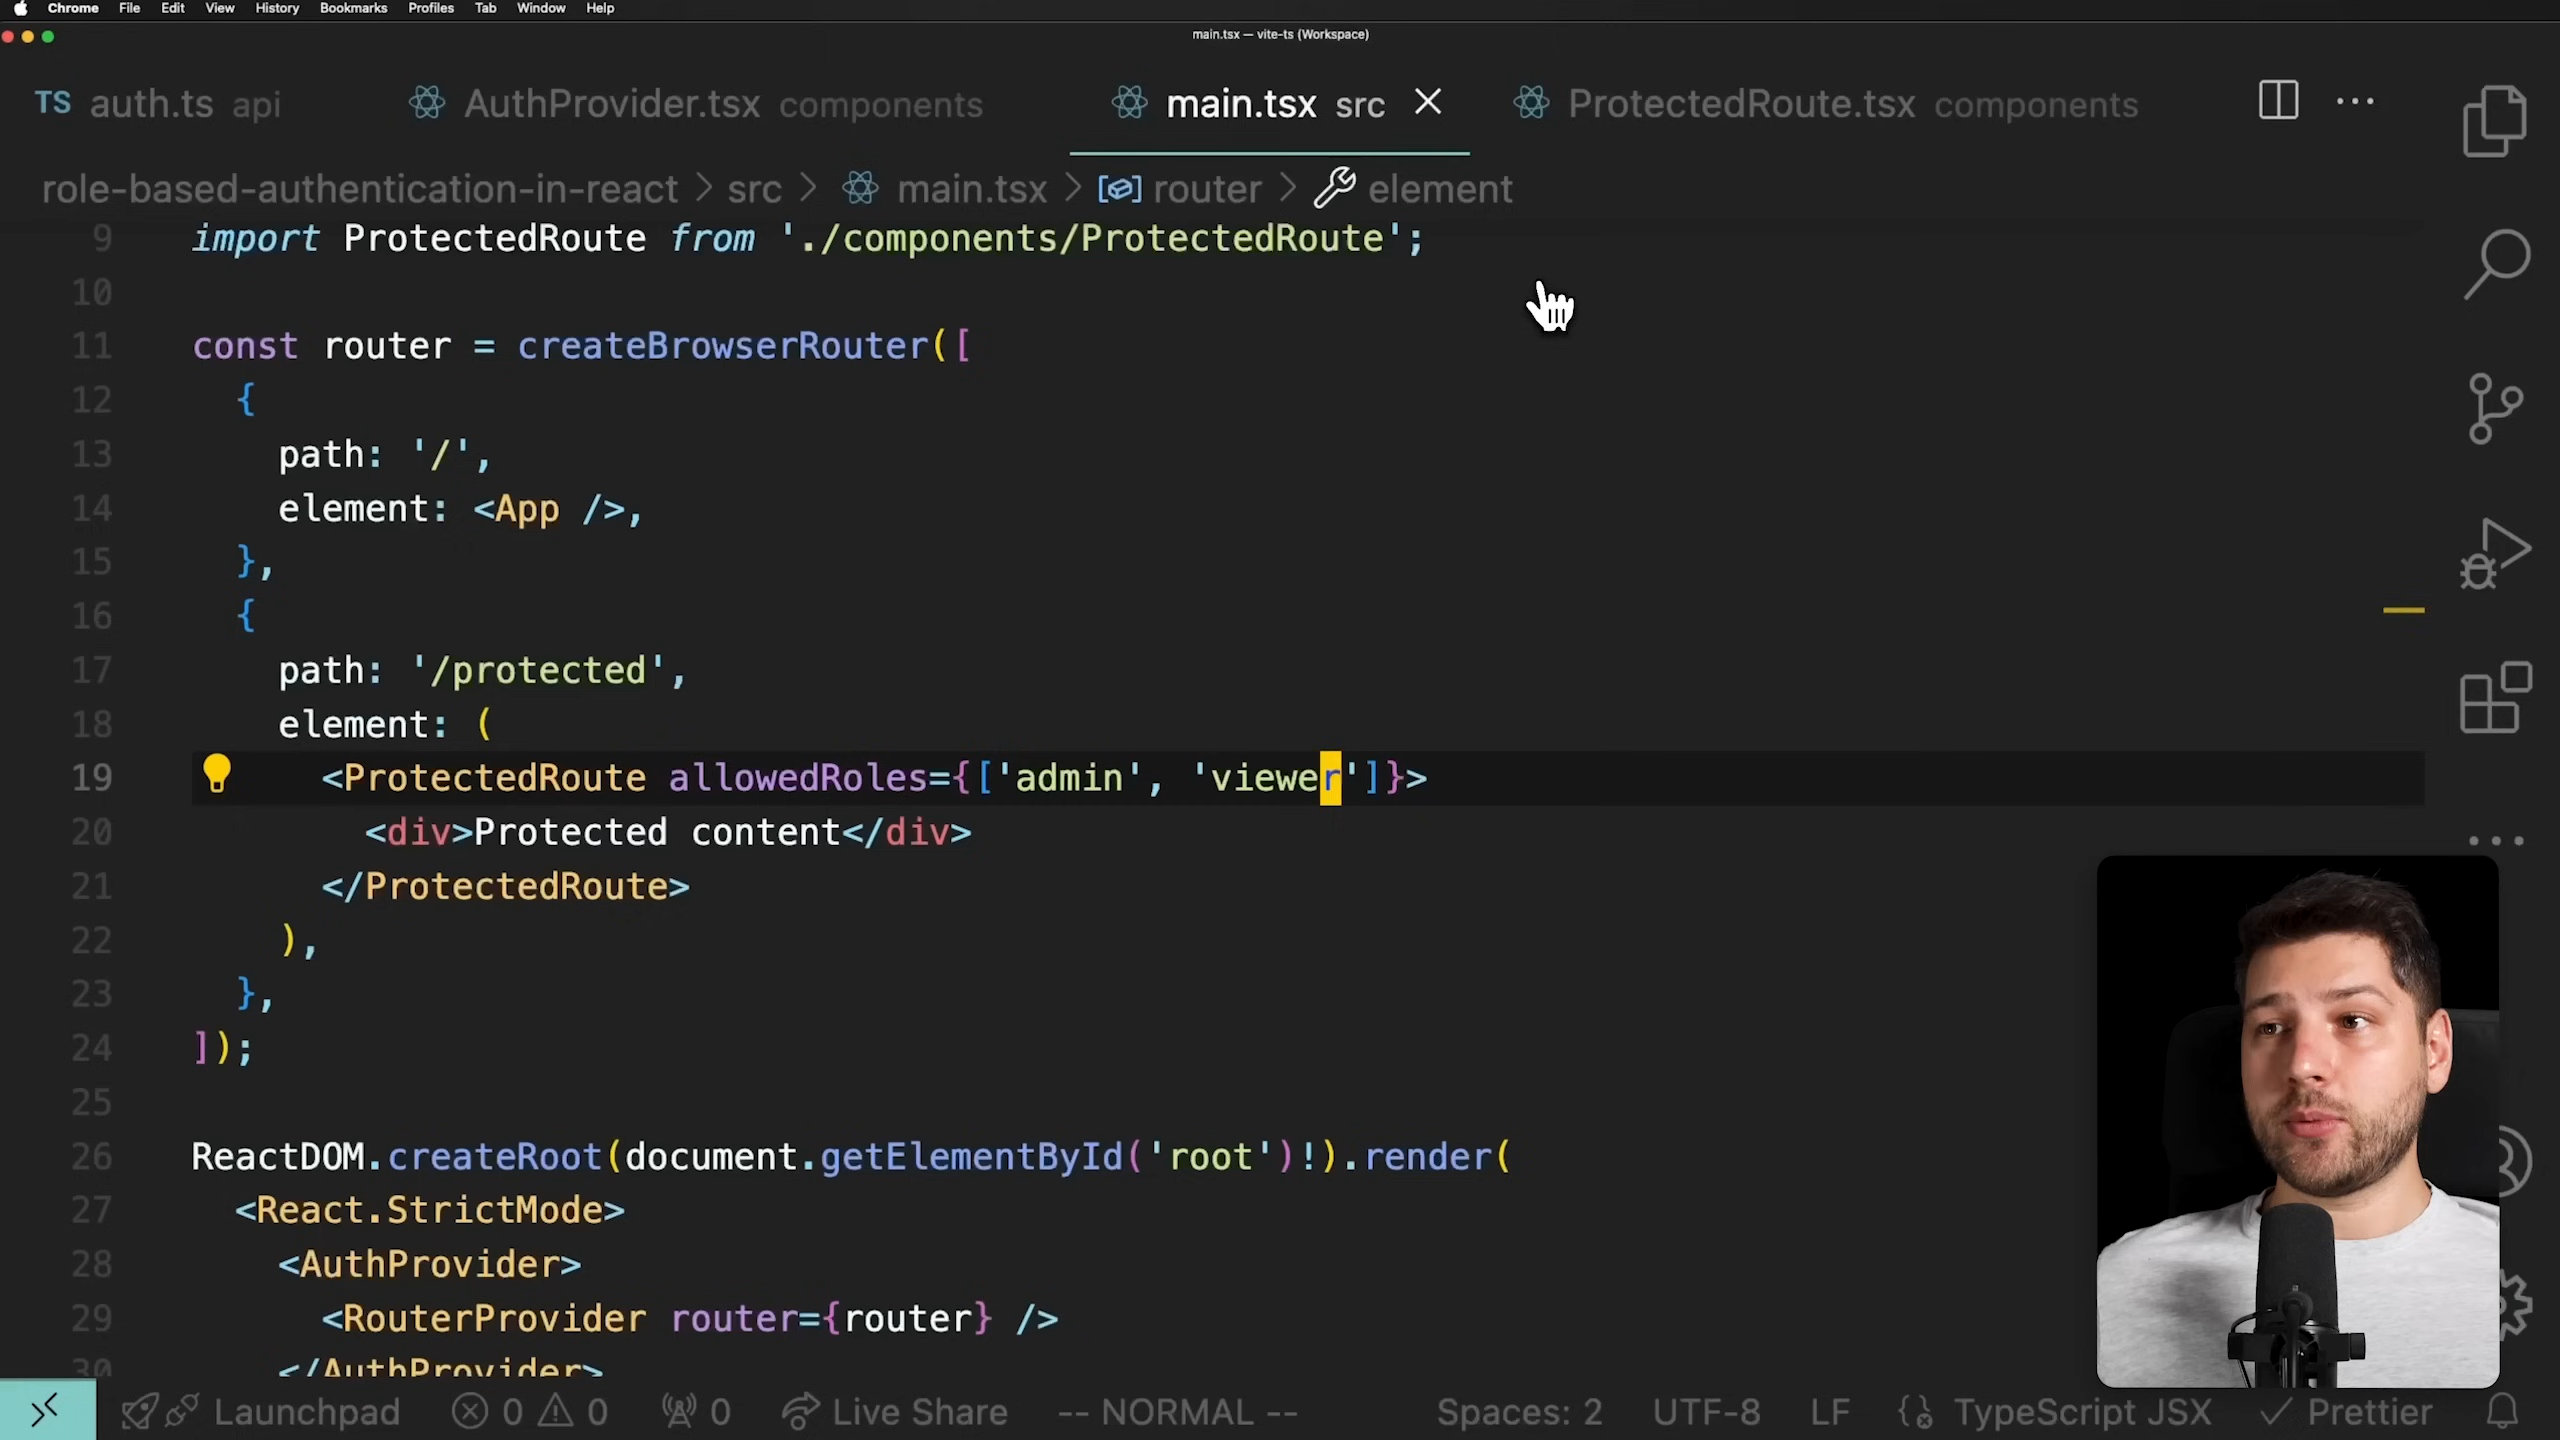 Chrome File Edit View History Bookmarks Profiles Tab Window Help
main.tsx — vite-ts (Workspace)
TS auth.ts api AuthProvider.tsx components main.tsx src ProtectedRoute.tsx components
role-based-authentication-in-react > src > main.tsx > router > element
9 import ProtectedRoute from './components/ProtectedRoute';
10
11 const router = createBrowserRouter([
12 {
13 path: '/',
14 element: <App />,
15 },
16 {
17 path: '/protected',
18 element: (
19 <ProtectedRoute allowedRoles={['admin', 'viewer']}>
20 <div>Protected content</div>
21 </ProtectedRoute>
22 ),
23 },
24 ]);
25
26 ReactDOM.createRoot(document.getElementById('root')!).render(
27 <React.StrictMode>
28 <AuthProvider>
29 <RouterProvider router={router} />
30 </AuthProvider>
Launchpad 0 0 0 Live Share -- NORMAL -- Spaces: 2 UTF-8 LF TypeScript JSX Prettier